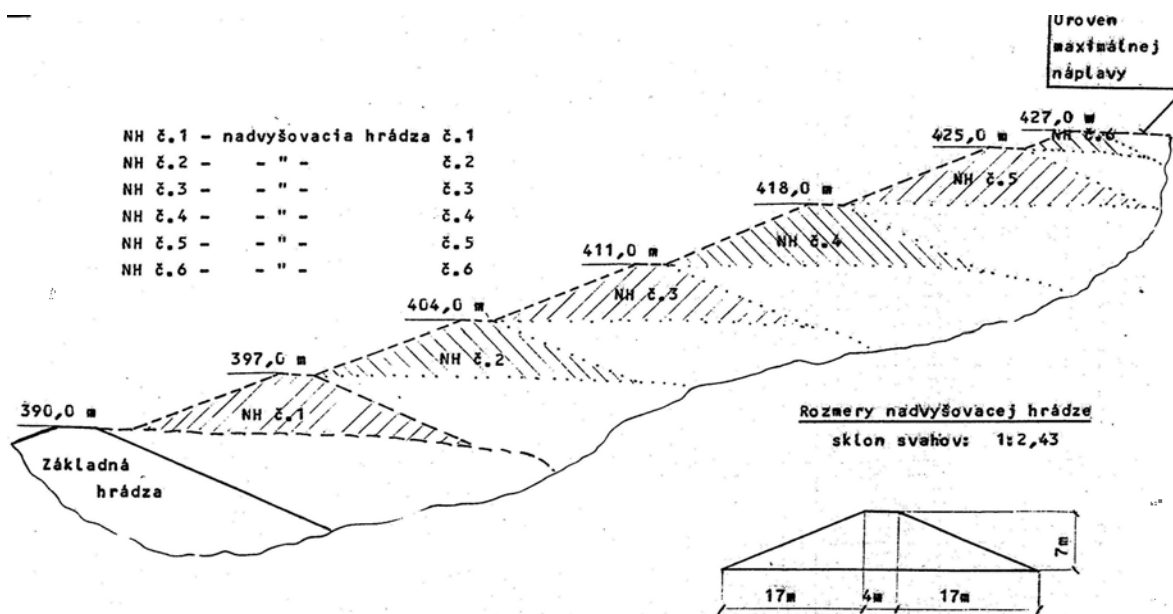 Úroveň
maximálnej
náplavy
NH č.1 – nadvyšovacia hrádza č.1
NH č.2 – - " - č.2
NH č.3 – - " - č.3
NH č.4 – - " - č.4
NH č.5 – - " - č.5
NH č.6 – - " - č.6
427,0 m
425,0 m
NH č.6
NH č.5
418,0 m
NH č.4
411,0 m
NH č.3
404,0 m
NH č.2
397,0 m
NH č.1
390,0 m
Základná
hrádza
Rozmery nadvyšovacej hrádze
sklon svahov: 1:2,43
7m
17m 4m 17m